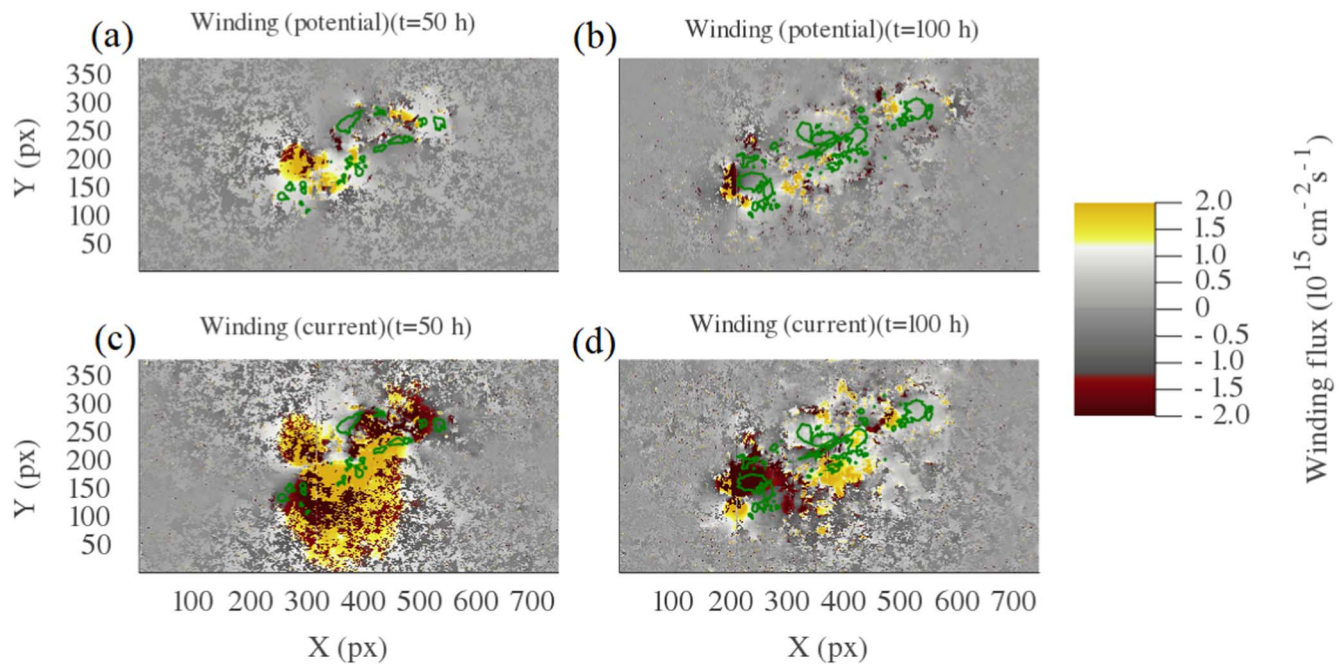 (a) Winding (potential)(t=50 h)
(b) Winding (potential)(t=100 h)
350
300
250
200
150
100
50
Y (px)
(c) Winding (current)(t=50 h)
(d) Winding (current)(t=100 h)
350
300
250
200
150
100
50
Y (px)
100 200 300 400 500 600 700
X (px)
100 200 300 400 500 600 700
X (px)
2.0
1.5
1.0
0.5
0
- 0.5
- 1.0
- 1.5
- 2.0
Winding flux (10¹⁵ cm⁻² s⁻¹)